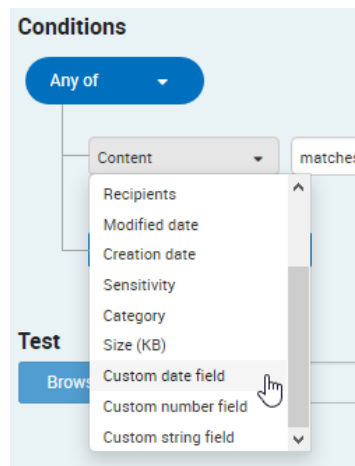 Conditions
Any of
Content
matches
Recipients
Modified date
Creation date
Sensitivity
Category
Size (KB)
Test
Brows
Custom date field
Custom number field
Custom string field